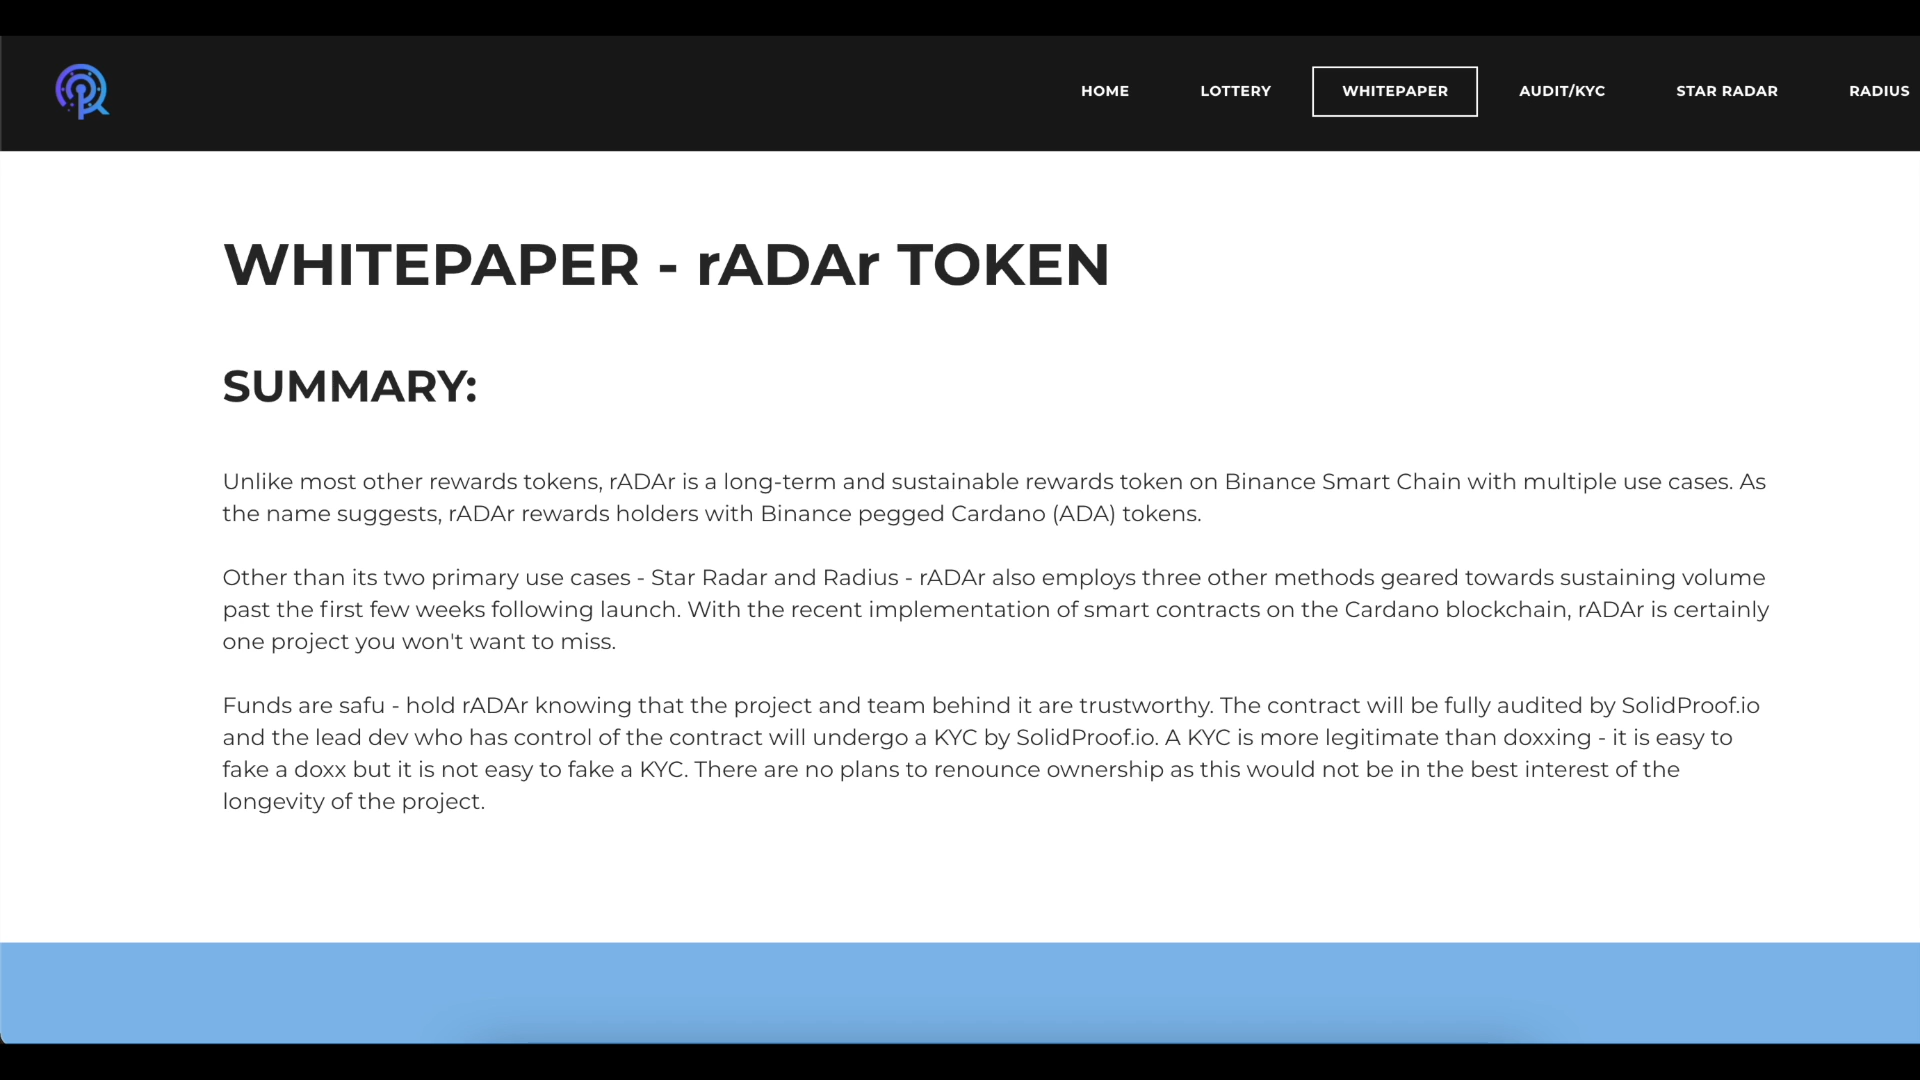 HOME LOTTERY WHITEPAPER AUDIT/KYC STAR RADAR RADIUS
WHITEPAPER - rADAr TOKEN
SUMMARY:
Unlike most other rewards tokens, rADAr is a long-term and sustainable rewards token on Binance Smart Chain with multiple use cases. As
the name suggests, rADAr rewards holders with Binance pegged Cardano (ADA) tokens.
Other than its two primary use cases - Star Radar and Radius - rADAr also employs three other methods geared towards sustaining volume
past the first few weeks following launch. With the recent implementation of smart contracts on the Cardano blockchain, rADAr is certainly
one project you won't want to miss.
Funds are safu - hold rADAr knowing that the project and team behind it are trustworthy. The contract will be fully audited by SolidProof.io
and the lead dev who has control of the contract will undergo a KYC by SolidProof.io. A KYC is more legitimate than doxxing - it is easy to
fake a doxx but it is not easy to fake a KYC. There are no plans to renounce ownership as this would not be in the best interest of the
longevity of the project.